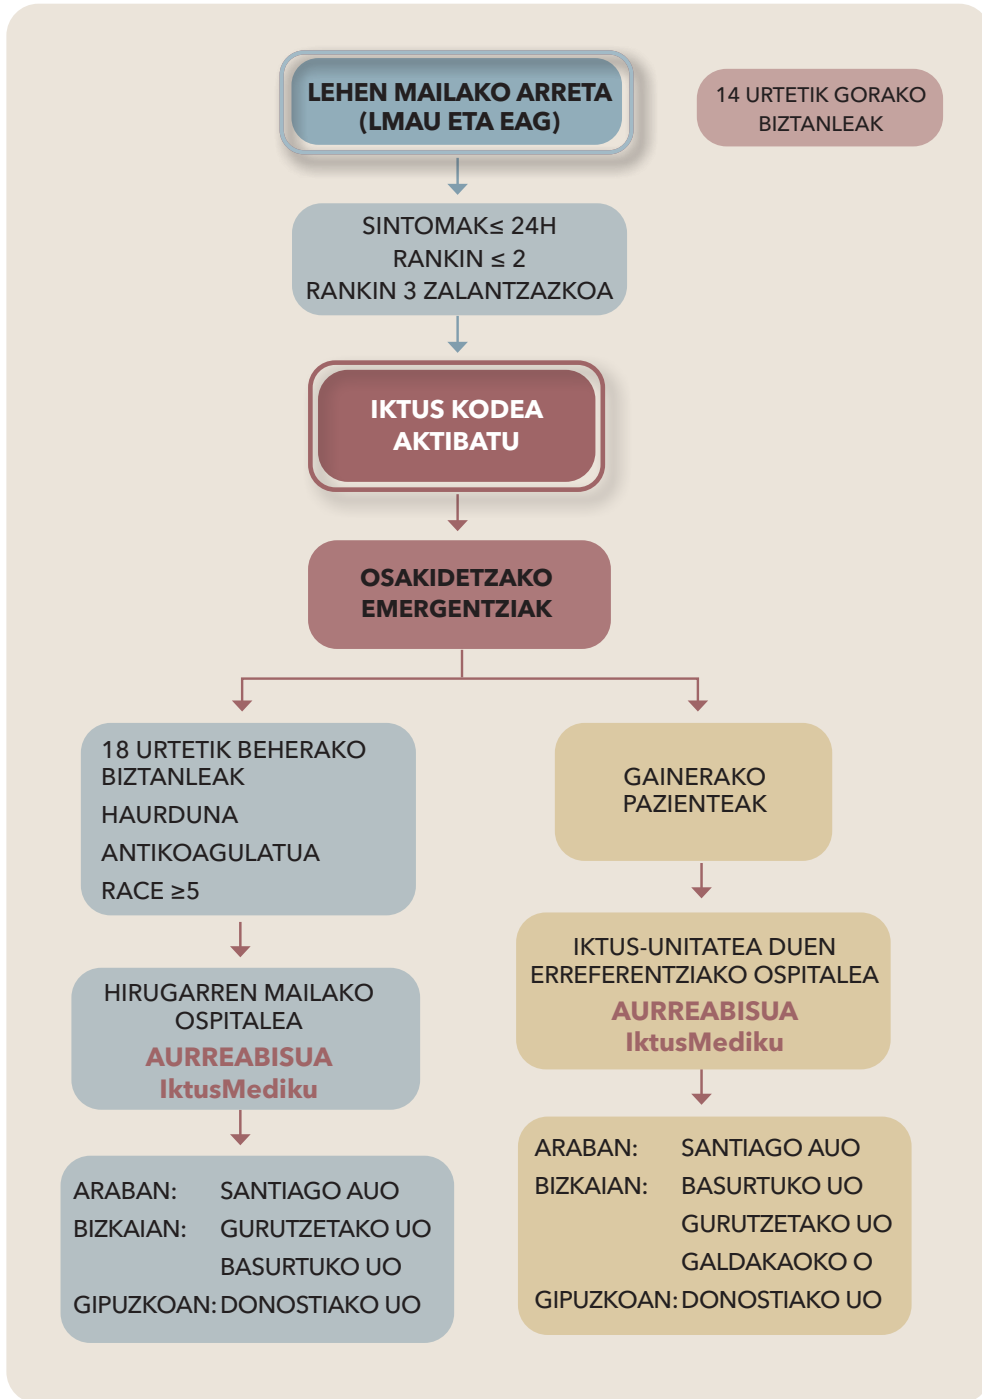 LEHEN MAILAKO ARRETA
(LMAU ETA EAG)
14 URTETIK GORAKO
BIZTANLEAK
SINTOMAK≤ 24H
RANKIN ≤ 2
RANKIN 3 ZALANTZAZKOA
IKTUS KODEA
AKTIBATU
OSAKIDETZAKO
EMERGENTZIAK
18 URTETIK BEHERAKO
BIZTANLEAK
HAURDUNA
ANTIKOAGULATUA
RACE ≥5
HIRUGARREN MAILAKO
OSPITALEA
AURREABISUA
IktusMediku
ARABAN: SANTIAGO AUO
BIZKAIAN: GURUTZETAKO UO
BASURTUKO UO
GIPUZKOAN: DONOSTIAKO UO
GAINERAKO
PAZIENTEAK
IKTUS-UNITATEA DUEN
ERREFERENTZIAKO OSPITALEA
AURREABISUA
IktusMediku
ARABAN: SANTIAGO AUO
BIZKAIAN: BASURTUKO UO
GURUTZETAKO UO
GALDAKAOKO O
GIPUZKOAN: DONOSTIAKO UO